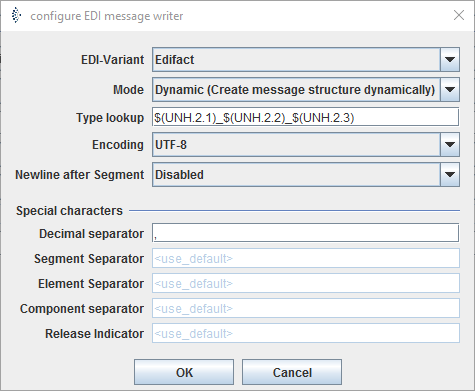 configure EDI message writer
EDI-Variant Edifact
Mode Dynamic (Create message structure dynamically)
Type lookup $(UNH.2.1)_$(UNH.2.2)_$(UNH.2.3)
Encoding UTF-8
Newline after Segment Disabled
Special characters
Decimal separator ,
Segment Separator <use_default>
Element Separator <use_default>
Component separator <use_default>
Release Indicator <use_default>
OK Cancel